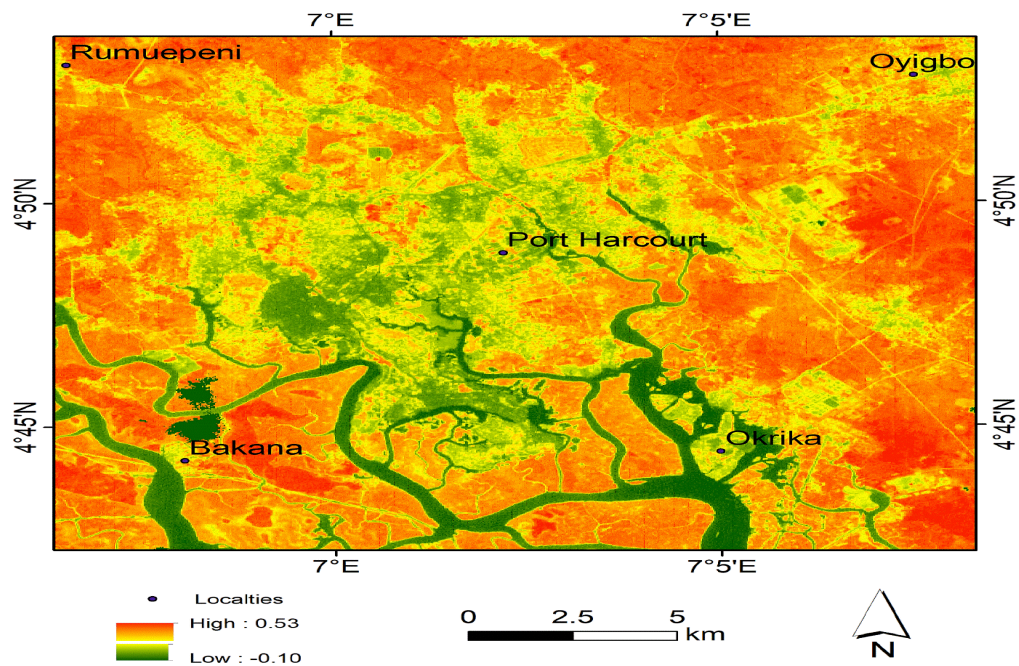 7°E 7°5'E
Rumuepeni
Oyigbo
4°50'N 4°50'N
Port Harcourt
4°45'N 4°45'N
Okrika
Bakana
7°E 7°5'E
Localties
High : 0.53
Low : -0.10
0 2.5 5
km
N